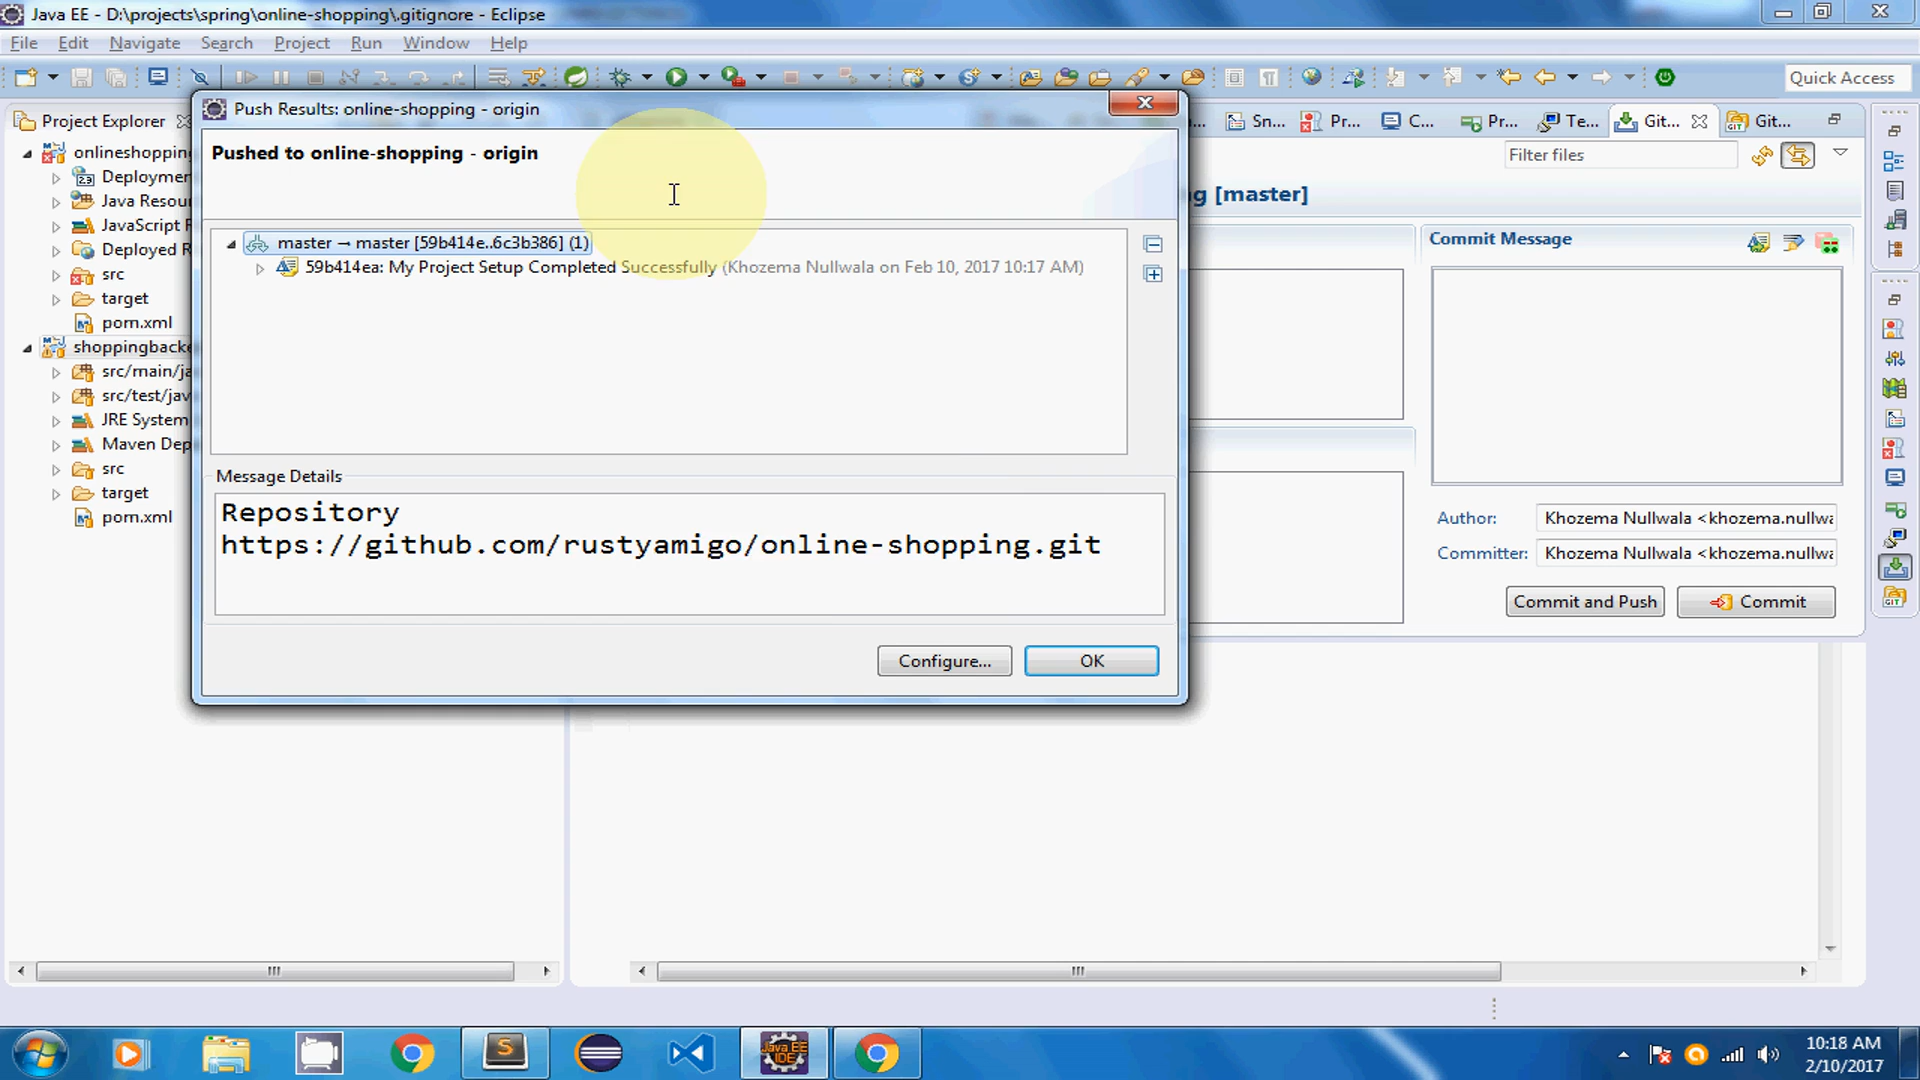 Java EE - D:\projects\spring\online-shopping\.gitignore - Eclipse
File Edit Navigate Search Project Run Window Help
Quick Access
Project Explorer
onlineshopping
Deploymen
Java Resou
JavaScript R
Deployed R
src
target
pom.xml
shoppingbacke
src/main/ja
src/test/jav
JRE System
Maven Dep
src
target
pom.xml
Push Results: online-shopping - origin
Pushed to online-shopping - origin
master → master [59b414e..6c3b386] (1)
59b414ea: My Project Setup Completed Successfully (Khozema Nullwala on Feb 10, 2017 10:17 AM)
Message Details
Repository
https://github.com/rustyamigo/online-shopping.git
Configure...
OK
Sn... Pr... C... Pr... Te... Git... Git...
Filter files
g [master]
Commit Message
Author: Khozema Nullwala <khozema.nullwa
Committer: Khozema Nullwala <khozema.nullwa
Commit and Push Commit
Java EE
IDE
10:18 AM
2/10/2017